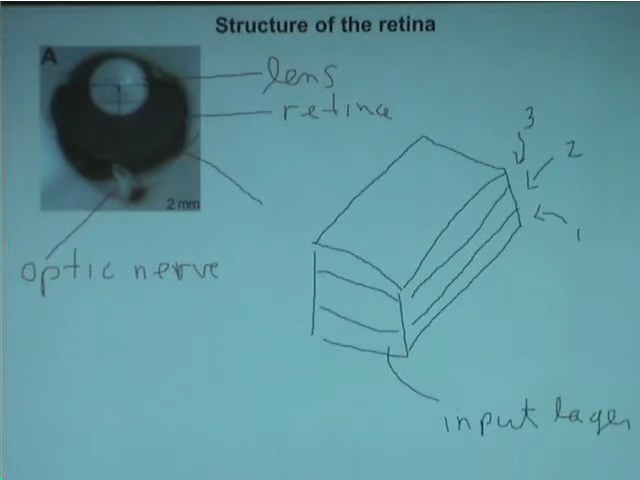 Structure of the retina
A
lens
retina
3
2
2 mm
1
optic nerve
input layer